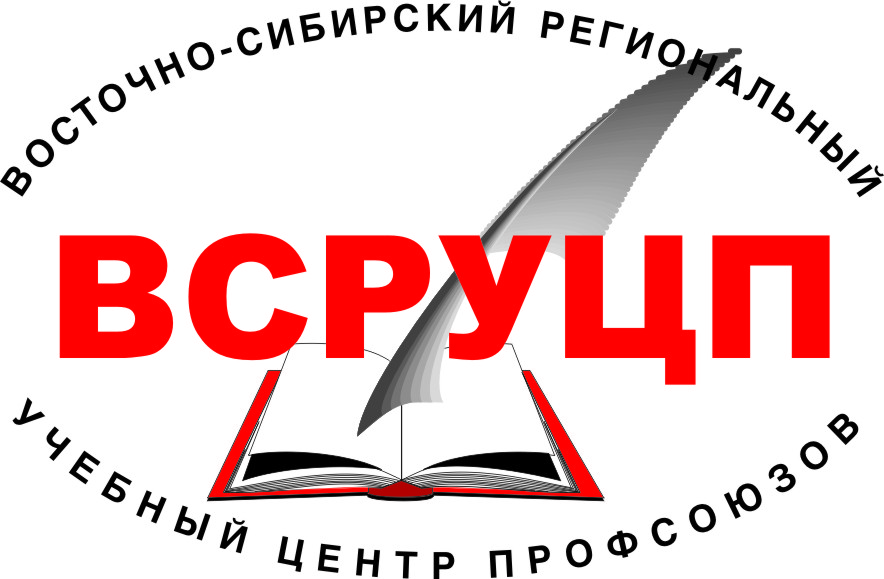 ВОСТОЧНО-СИБИРСКИЙ РЕГИОНАЛЬНЫЙ
ВСРУЦП
УЧЕБНЫЙ ЦЕНТР ПРОФСОЮЗОВ